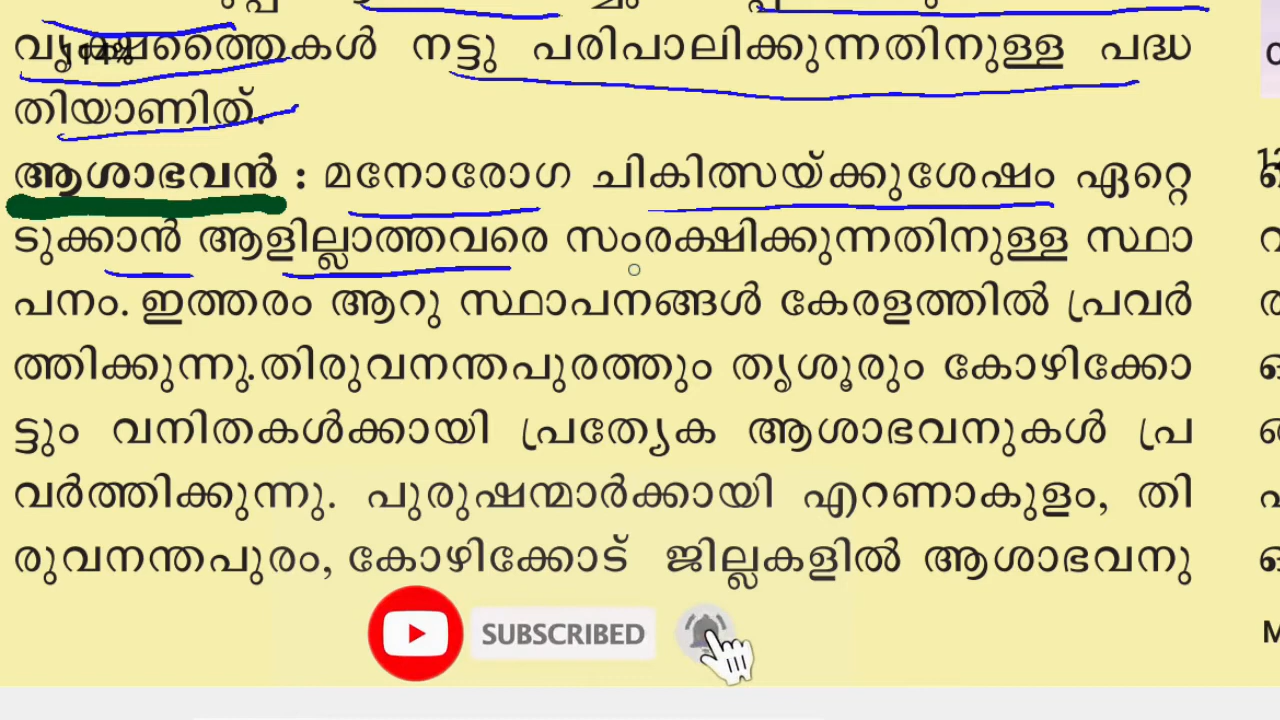 വൃക്ഷത്തൈകൾ നട്ടു പരിപാലിക്കുന്നതിനുള്ള പദ്ധ
തിയാണിത്.
ആശാഭവൻ : മനോരോഗ ചികിത്സയ്ക്കുശേഷം ഏറ്റെ
ടുക്കാൻ ആളില്ലാത്തവരെ സംരക്ഷിക്കുന്നതിനുള്ള സ്ഥാ
പനം. ഇത്തരം ആറു സ്ഥാപനങ്ങൾ കേരളത്തിൽ പ്രവർ
ത്തിക്കുന്നു.തിരുവനന്തപുരത്തും തൃശൂരും കോഴിക്കോ
ട്ടും വനിതകൾക്കായി പ്രത്യേക ആശാഭവനുകൾ പ്ര
വർത്തിക്കുന്നു. പുരുഷന്മാർക്കായി എറണാകുളം, തി
രുവനന്തപുരം, കോഴിക്കോട് ജില്ലകളിൽ ആശാഭവനു
SUBSCRIBED